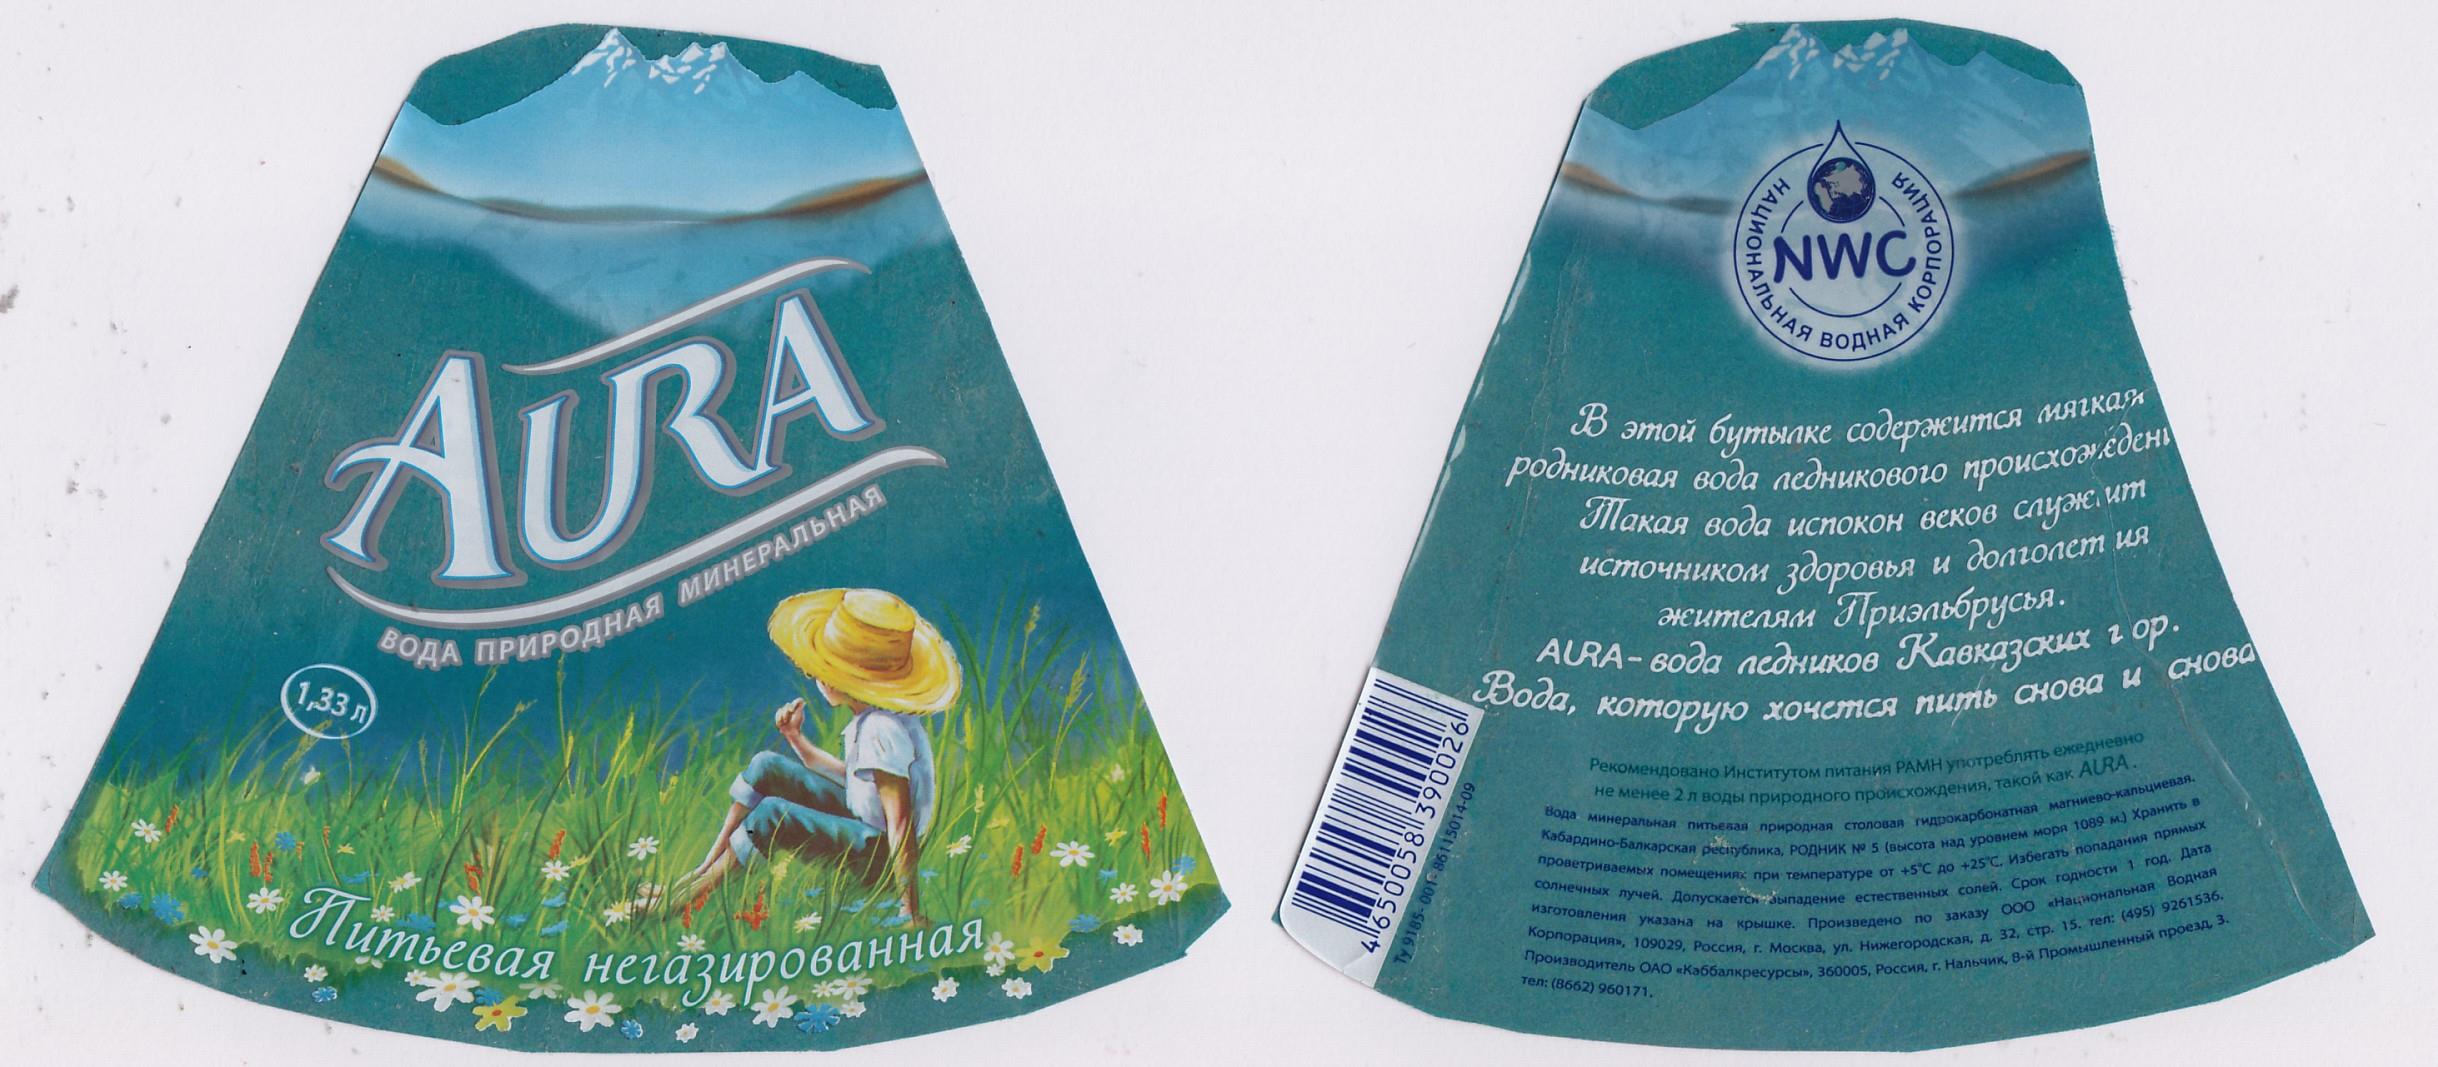 AURA
ВОДА ПРИРОДНАЯ МИНЕРАЛЬНАЯ
1,33 л
Питьевая негазированная
НАЦИОНАЛЬНАЯ ВОДНАЯ КОРПОРАЦИЯ
NWC
В этой бутылке содержится мягкая
родниковая вода ледникового происхождени
Такая вода испокон веков служит
источником здоровья и долголетия
жителям Приэльбрусья.
AURA - вода ледников Кавказских гор.
Вода, которую хочется пить снова и снова
Рекомендовано Институтом питания РАМН употреблять ежедневно
не менее 2 л воды природного происхождения, такой как AURA.
Вода минеральная питьевая природная столовая гидрокарбонатная магниево-кальциевая.
Кабардино-Балкарская республика, РОДНИК № 5 (высота над уровнем моря 1089 м.) Хранить в
проветриваемых помещениях при температуре от +5°С до +25°С. Избегать попадания прямых
солнечных лучей. Допускается выпадение естественных солей. Срок годности 1 год. Дата
изготовления указана на крышке. Произведено по заказу ООО «Национальная Водная
Корпорация», 109029, Россия, г. Москва, ул. Нижегородская, д. 32, стр. 15. тел: (495) 9261536.
Производитель ОАО «Каббалкресурсы», 360005, Россия, г. Нальчик, 8-й Промышленный проезд, 3.
тел: (8662) 960171.
4650058390026
Ту 9185-001-86115014-09